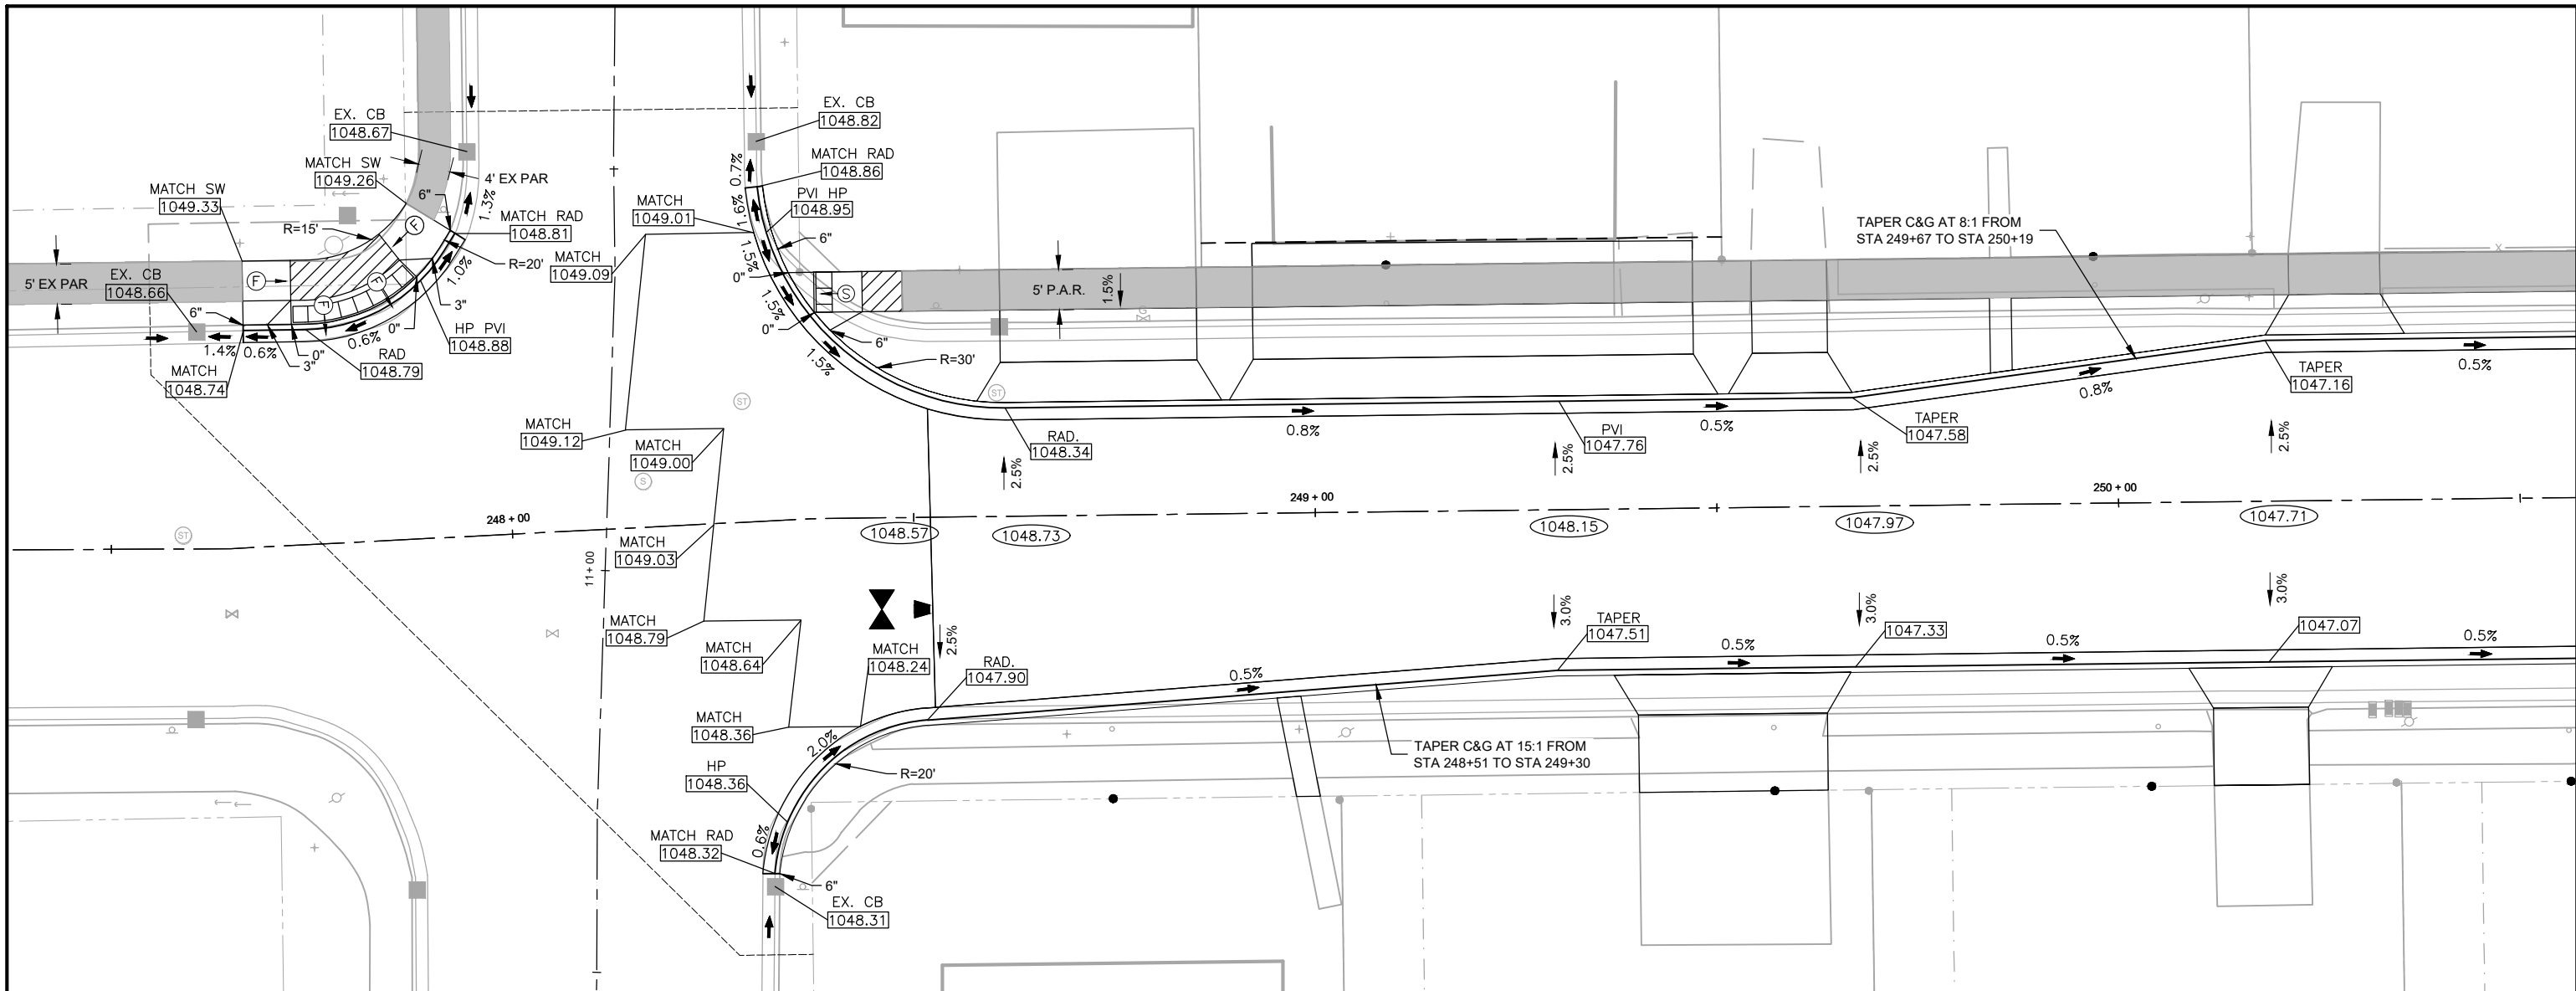 EX. CB
1048.67
MATCH SW
1049.26
MATCH SW
1049.33
4' EX PAR
6"
1.3%
MATCH RAD
1048.81
R=15'
F
R=20'
1.0%
5' EX PAR
EX. CB
1048.66
F
F
F
6"
3"
0"
HP PVI
1048.88
1.4%
0.6%
0"
3"
0.6%
RAD
1048.79
MATCH
1048.74
EX. CB
1048.82
MATCH RAD
1048.86
0.7%
1.6%
PVI HP
1048.95
MATCH
1049.01
6"
1.5%
MATCH
1049.09
0"
S
1.5%
0"
6"
1.5%
R=30'
5' P.A.R.
1.5%
G
ST
TAPER C&G AT 8:1 FROM
STA 249+67 TO STA 250+19
X
TAPER
1047.16
0.5%
0.8%
ST
MATCH
1049.12
MATCH
1049.00
S
RAD.
1048.34
0.8%
PVI
1047.76
0.5%
TAPER
1047.58
2.5%
2.5%
2.5%
2.5%
ST
248 + 00
249 + 00
250 + 00
1048.57
1048.73
1048.15
1047.97
1047.71
MATCH
1049.03
11+ 00
MATCH
1048.79
MATCH
1048.64
MATCH
1048.24
2.5%
RAD.
1047.90
0.5%
3.0%
TAPER
1047.51
0.5%
3.0%
1047.33
0.5%
3.0%
1047.07
0.5%
MATCH
1048.36
2.0%
HP
1048.36
R=20'
TAPER C&G AT 15:1 FROM
STA 248+51 TO STA 249+30
MATCH RAD
1048.32
0.6%
6"
EX. CB
1048.31